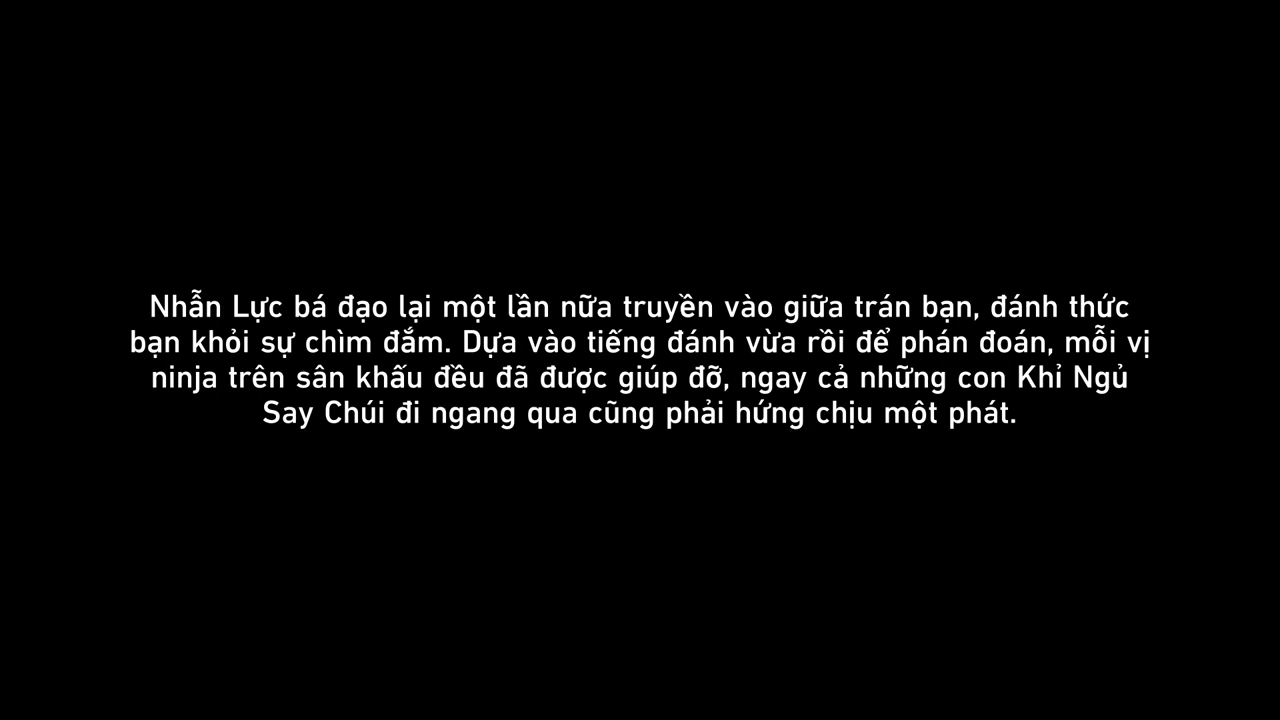 Nhẫn Lực bá đạo lại một lần nữa truyền vào giữa trán bạn, đánh thức
bạn khỏi sự chìm đắm. Dựa vào tiếng đánh vừa rồi để phán đoán, mỗi vị
ninja trên sân khấu đều đã được giúp đỡ, ngay cả những con Khỉ Ngủ
Say Chúi đi ngang qua cũng phải hứng chịu một phát.